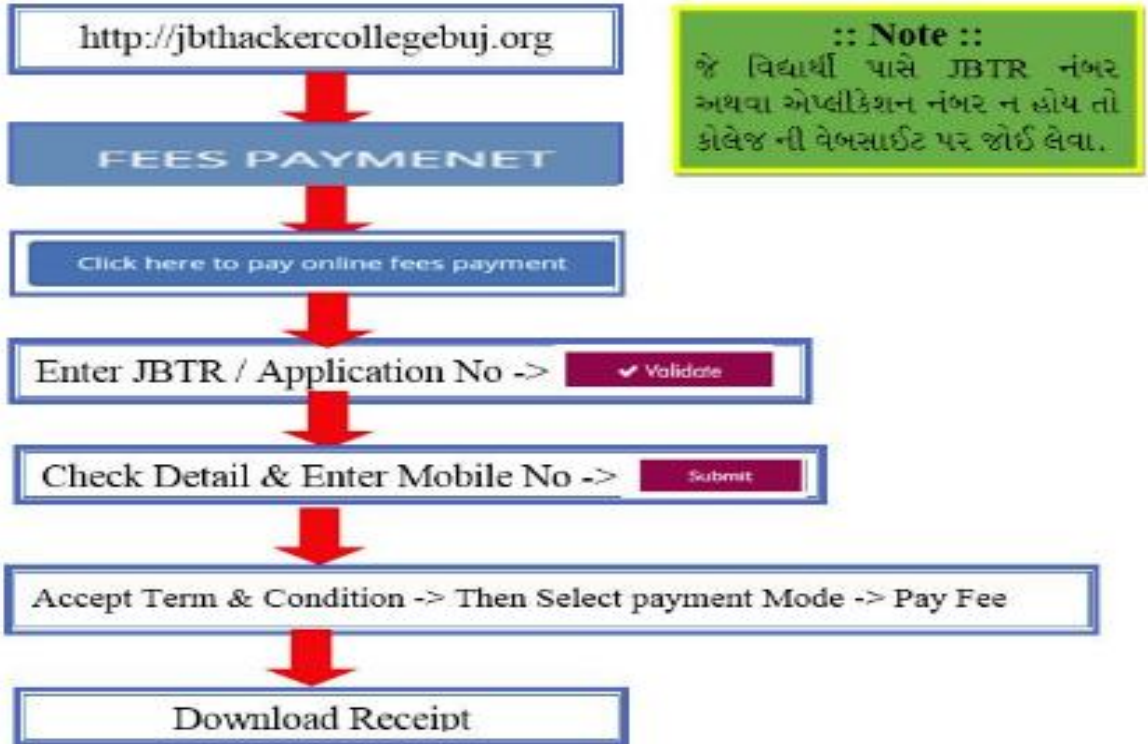 http://jbthackercollegebuj.org
:: Note ::
જે વિદ્યાર્થી પાસે JBTR નંબર
અથવા એપ્લીકેશન નંબર ન હોય તો
કોલેજ ની વેબસાઈટ પર જોઈ લેવા.
FEES PAYMENET
Click here to pay online fees payment
Enter JBTR / Application No -> ✔ Validate
Check Detail & Enter Mobile No -> Submit
Accept Term & Condition -> Then Select payment Mode -> Pay Fee
Download Receipt